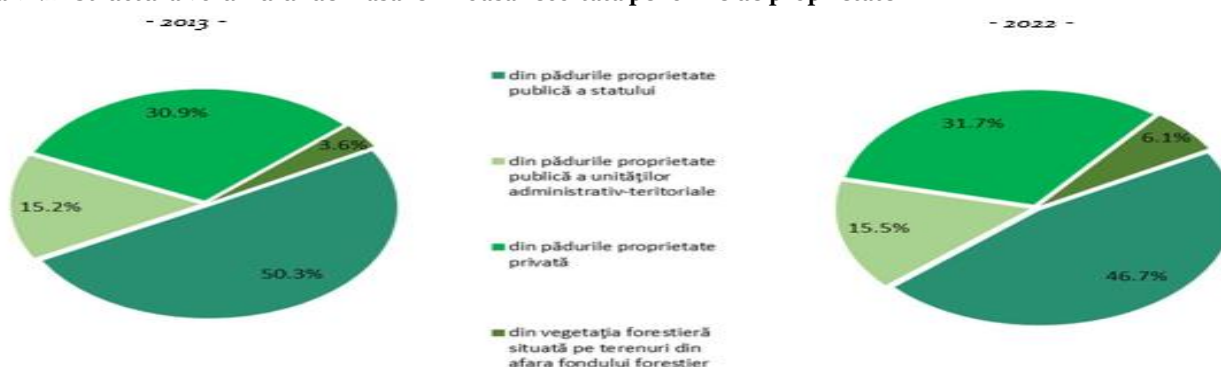 - 2013 -
- 2022 -
30.9%
3.6%
15.2%
50.3%
din pădurile proprietate
publică a statului
din pădurile proprietate
publică a unităţilor
administrativ-teritoriale
din pădurile proprietate
privată
din vegetaţia forestieră
situată pe terenuri din
afara fondului forestier
31.7%
6.1%
15.5%
46.7%